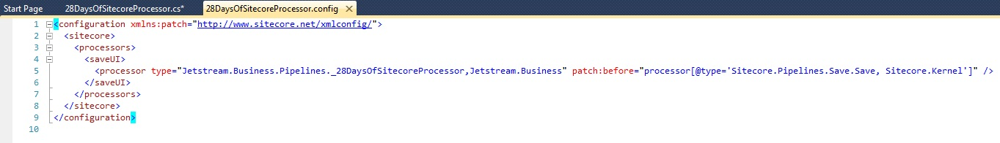 Start Page 28DaysOfSitecoreProcessor.cs* 28DaysOfSitecoreProcessor.config ×
1 <configuration xmlns:patch="http://www.sitecore.net/xmlconfig/">
2 <sitecore>
3 <processors>
4 <saveUI>
5 <processor type="Jetstream.Business.Pipelines._28DaysOfSitecoreProcessor,Jetstream.Business" patch:before="processor[@type='Sitecore.Pipelines.Save.Save, Sitecore.Kernel']" />
6 </saveUI>
7 </processors>
8 </sitecore>
9 </configuration>
10